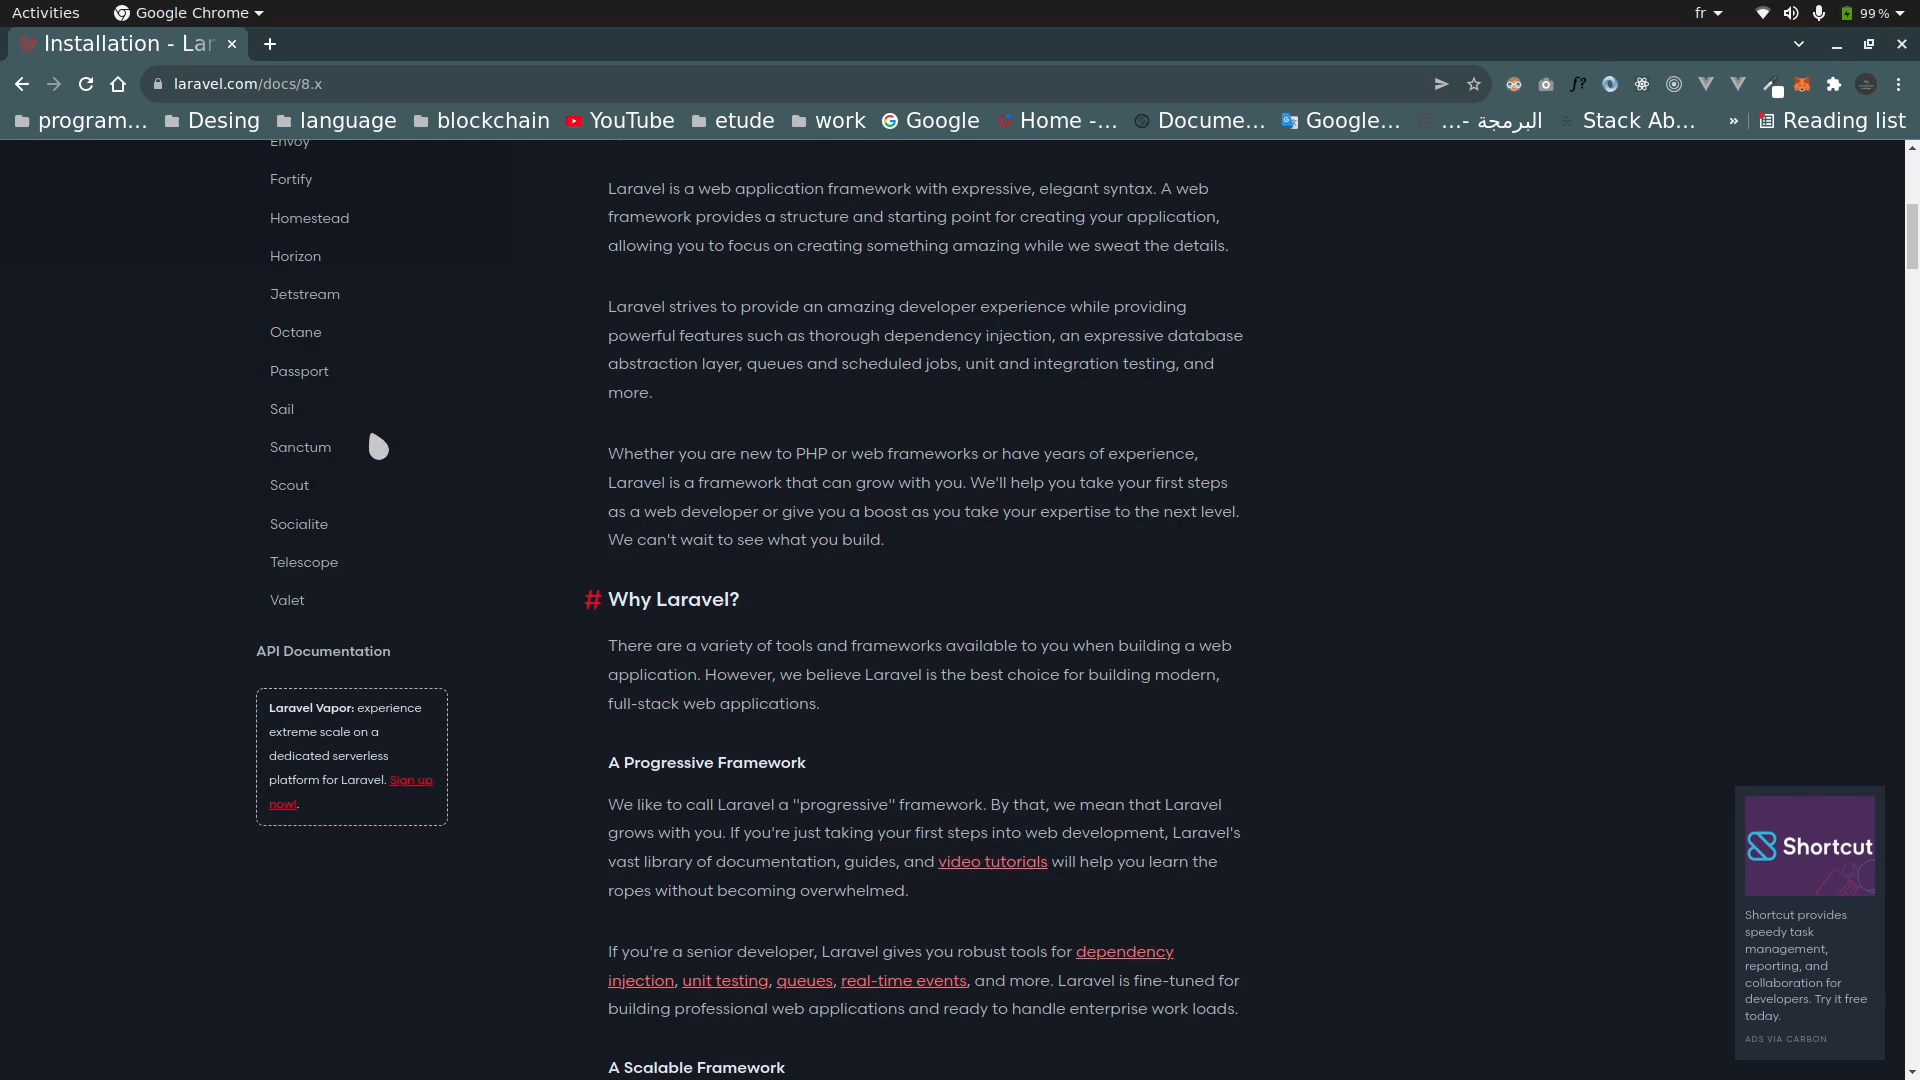 Activities
Google Chrome
fr
99 %
Installation - Lar
laravel.com/docs/8.x
program...
Desing
language
blockchain
YouTube
etude
work
Google
Home -...
Docume...
Google...
البرمجة -...
Stack Ab...
»
Reading list
Envoy
Fortify
Homestead
Horizon
Jetstream
Octane
Passport
Sail
Sanctum
Scout
Socialite
Telescope
Valet
API Documentation
Laravel Vapor: experience
extreme scale on a
dedicated serverless
platform for Laravel. Sign up
now!.
Laravel is a web application framework with expressive, elegant syntax. A web
framework provides a structure and starting point for creating your application,
allowing you to focus on creating something amazing while we sweat the details.
Laravel strives to provide an amazing developer experience while providing
powerful features such as thorough dependency injection, an expressive database
abstraction layer, queues and scheduled jobs, unit and integration testing, and
more.
Whether you are new to PHP or web frameworks or have years of experience,
Laravel is a framework that can grow with you. We'll help you take your first steps
as a web developer or give you a boost as you take your expertise to the next level.
We can't wait to see what you build.
# Why Laravel?
There are a variety of tools and frameworks available to you when building a web
application. However, we believe Laravel is the best choice for building modern,
full-stack web applications.
A Progressive Framework
We like to call Laravel a "progressive" framework. By that, we mean that Laravel
grows with you. If you're just taking your first steps into web development, Laravel's
vast library of documentation, guides, and video tutorials will help you learn the
ropes without becoming overwhelmed.
If you're a senior developer, Laravel gives you robust tools for dependency
injection, unit testing, queues, real-time events, and more. Laravel is fine-tuned for
building professional web applications and ready to handle enterprise work loads.
A Scalable Framework
Shortcut
Shortcut provides
speedy task
management,
reporting, and
collaboration for
developers. Try it free
today.
ADS VIA CARBON